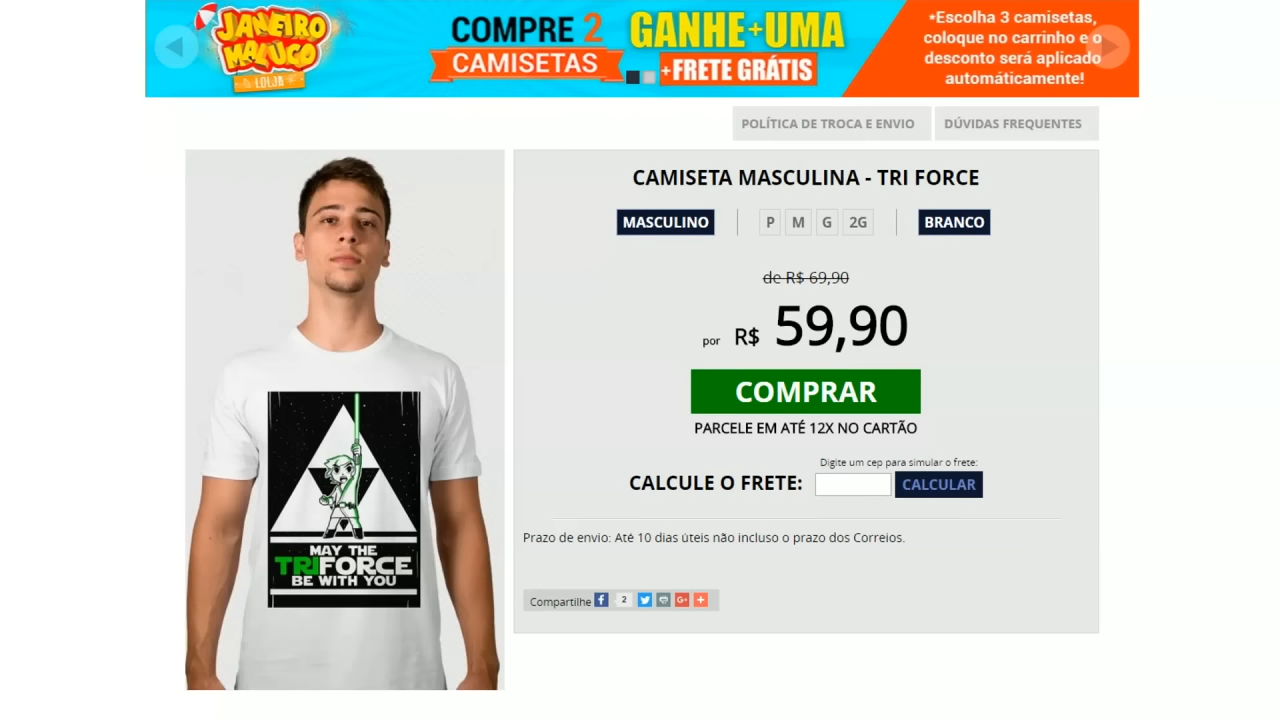 JANEIRO
MALUCO
LOLJA
COMPRE 2
CAMISETAS
GANHE+UMA
+FRETE GRÁTIS
*Escolha 3 camisetas,
coloque no carrinho e o
desconto será aplicado
automáticamente!
POLÍTICA DE TROCA E ENVIO
DÚVIDAS FREQUENTES
CAMISETA MASCULINA - TRI FORCE
MASCULINO P M G 2G BRANCO
de R$ 69,90
por R$ 59,90
COMPRAR
PARCELE EM ATÉ 12X NO CARTÃO
Digite um cep para simular o frete:
CALCULE O FRETE: CALCULAR
Prazo de envio: Até 10 dias úteis não incluso o prazo dos Correios.
Compartilhe f 2 G+ +
MAY THE
TRIFORCE
BE WITH YOU